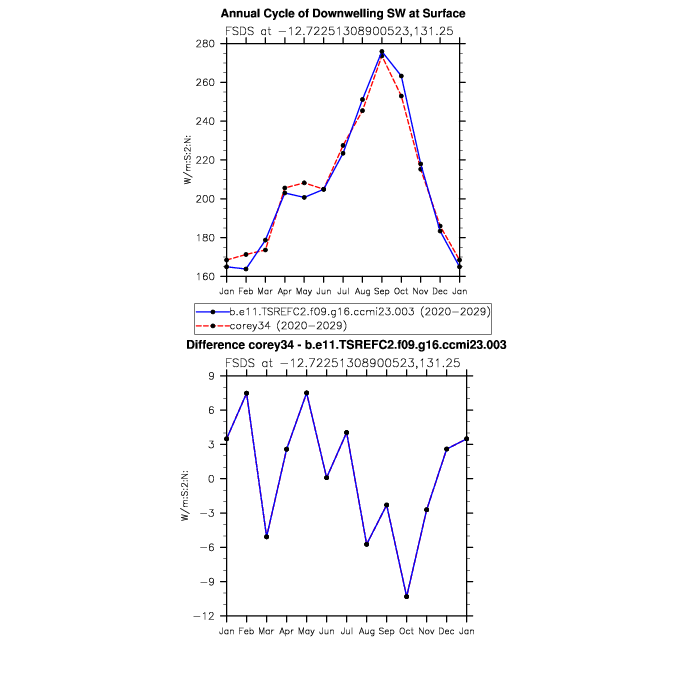 Annual Cycle of Downwelling SW at Surface
FSDS at −12.72251308900523,131.25
280
260
240
220
200
180
160
W/m:S:2:N:
Jan Feb Mar Apr May Jun Jul Aug Sep Oct Nov Dec Jan
b.e11.TSREFC2.f09.g16.ccmi23.003 (2020−2029)
corey34 (2020−2029)
Difference corey34 - b.e11.TSREFC2.f09.g16.ccmi23.003
FSDS at −12.72251308900523,131.25
9
6
3
0
−3
−6
−9
−12
W/m:S:2:N:
Jan Feb Mar Apr May Jun Jul Aug Sep Oct Nov Dec Jan